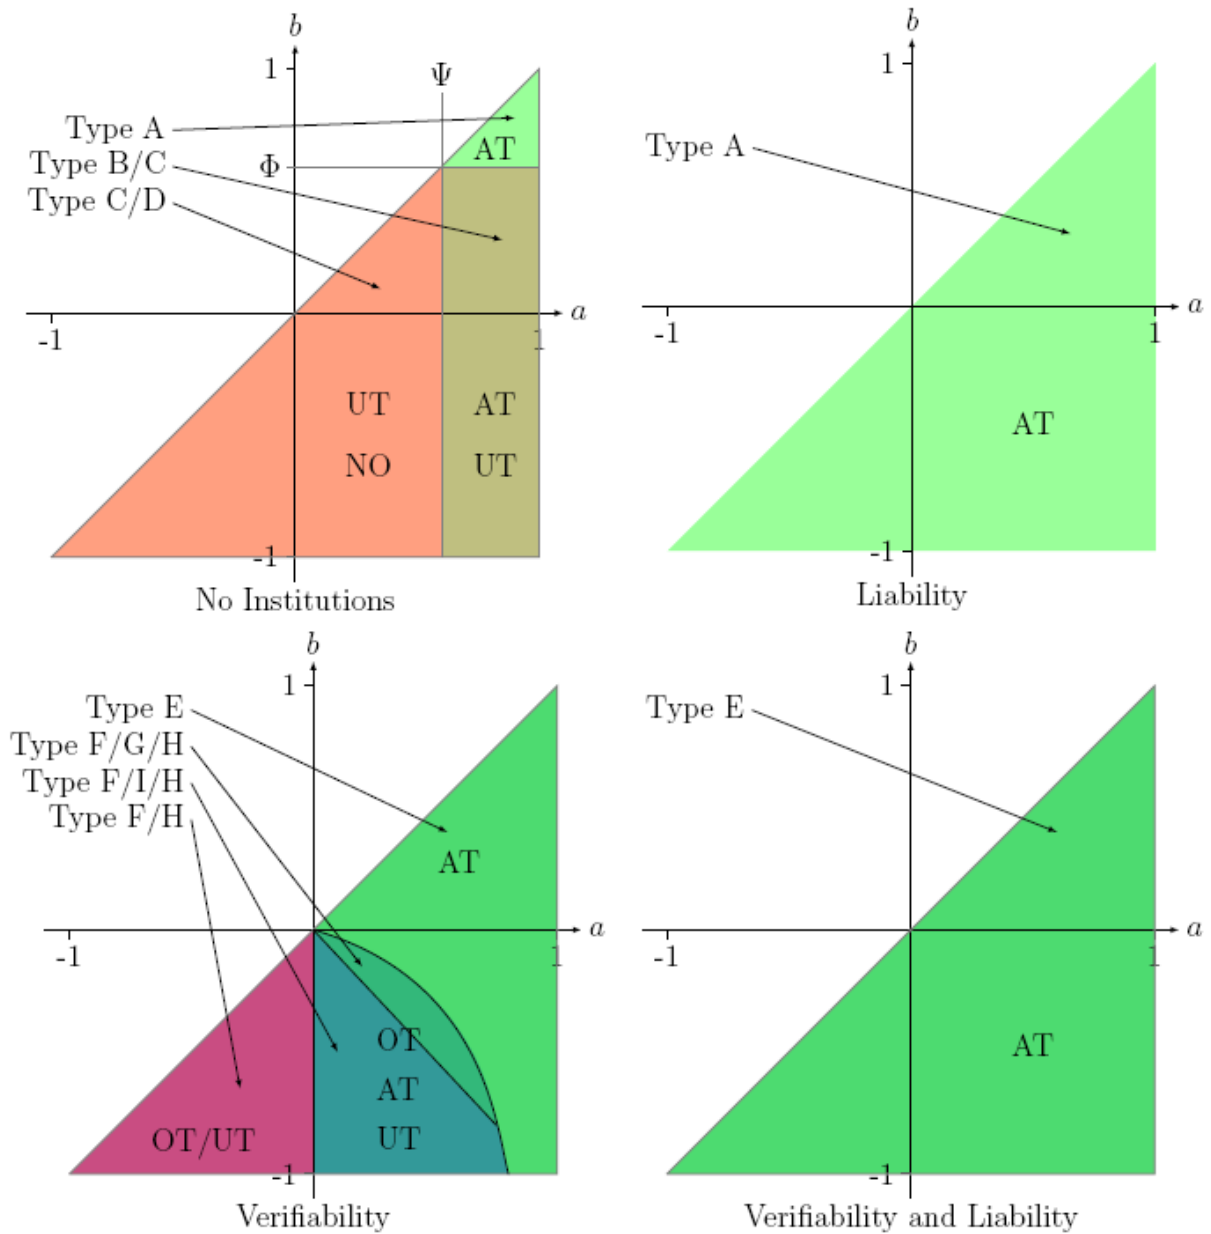 b
1
Ψ
Type A
Type B/C
Type C/D
Φ
AT
a
-1
1
UT
AT
NO
UT
-1
No Institutions
b
1
Type A
a
-1
1
AT
-1
Liability
b
1
Type E
Type F/G/H
Type F/I/H
Type F/H
AT
a
-1
1
OT
AT
UT
OT/UT
-1
Verifiability
b
1
Type E
a
-1
1
AT
-1
Verifiability and Liability